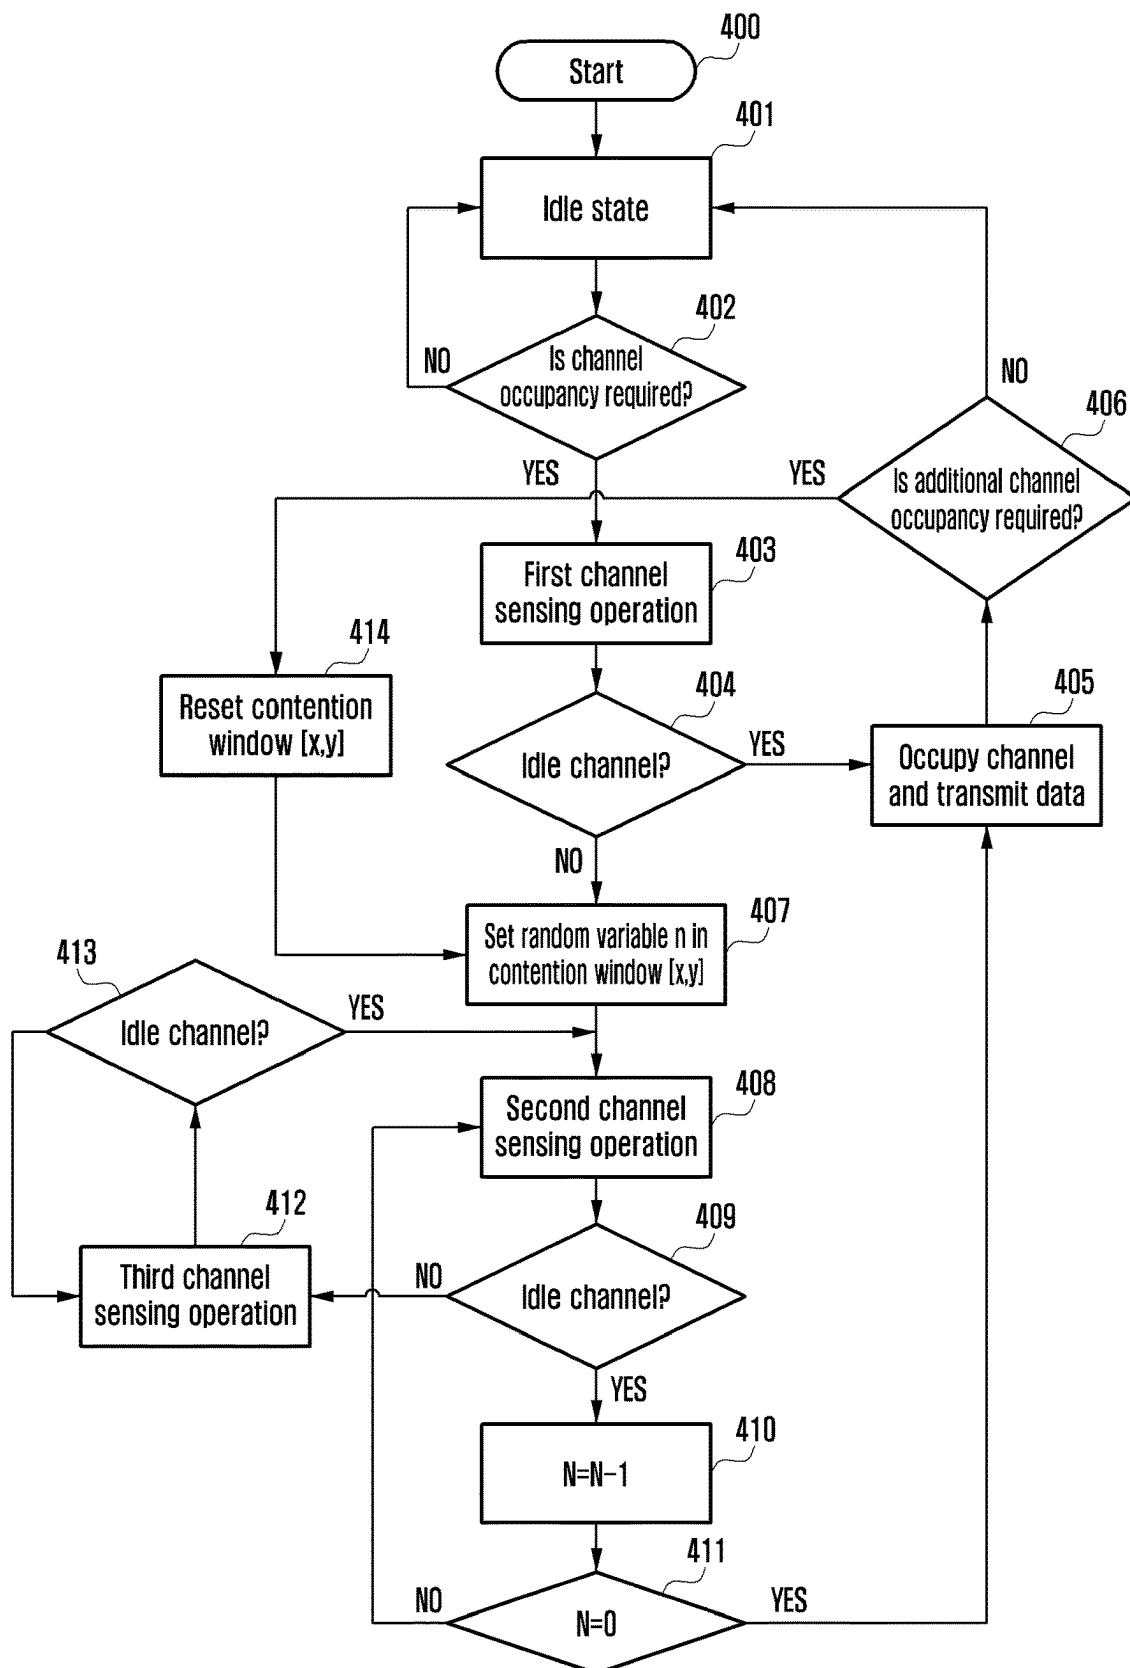 400
Start
401
Idle state
402
Is channel
occupancy required?
NO
YES
406
Is additional channel
occupancy required?
NO
YES
403
First channel
sensing operation
414
Reset contention
window [x,y]
404
Idle channel?
YES
NO
405
Occupy channel
and transmit data
407
Set random variable n in
contention window [x,y]
413
Idle channel?
YES
408
Second channel
sensing operation
412
Third channel
sensing operation
409
Idle channel?
NO
YES
410
N=N-1
411
N=0
NO
YES